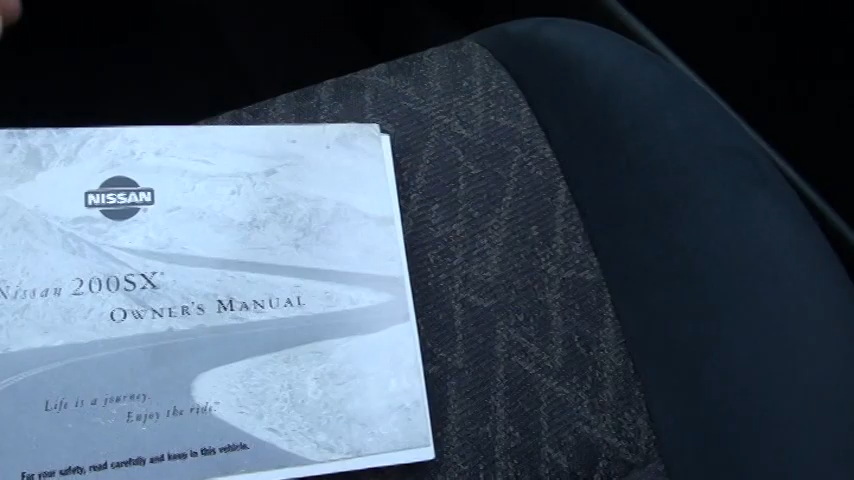 NISSAN
Nissan 200SX
OWNER'S MANUAL
Life is a journey.
Enjoy the ride.
For your safety, read carefully and keep in this vehicle.